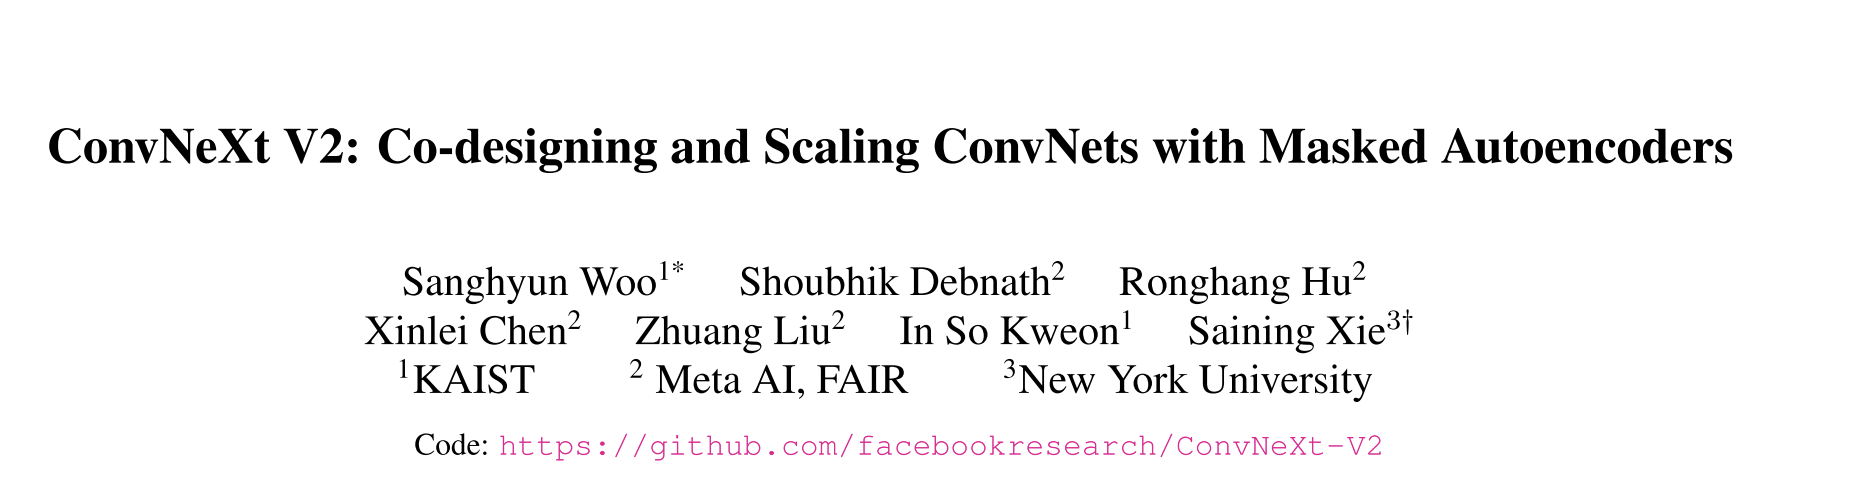 ConvNeXt V2: Co-designing and Scaling ConvNets with Masked Autoencoders
Sanghyun Woo¹* Shoubhik Debnath² Ronghang Hu²
Xinlei Chen² Zhuang Liu² In So Kweon¹ Saining Xie³†
¹KAIST ² Meta AI, FAIR ³New York University
Code: https://github.com/facebookresearch/ConvNeXt-V2